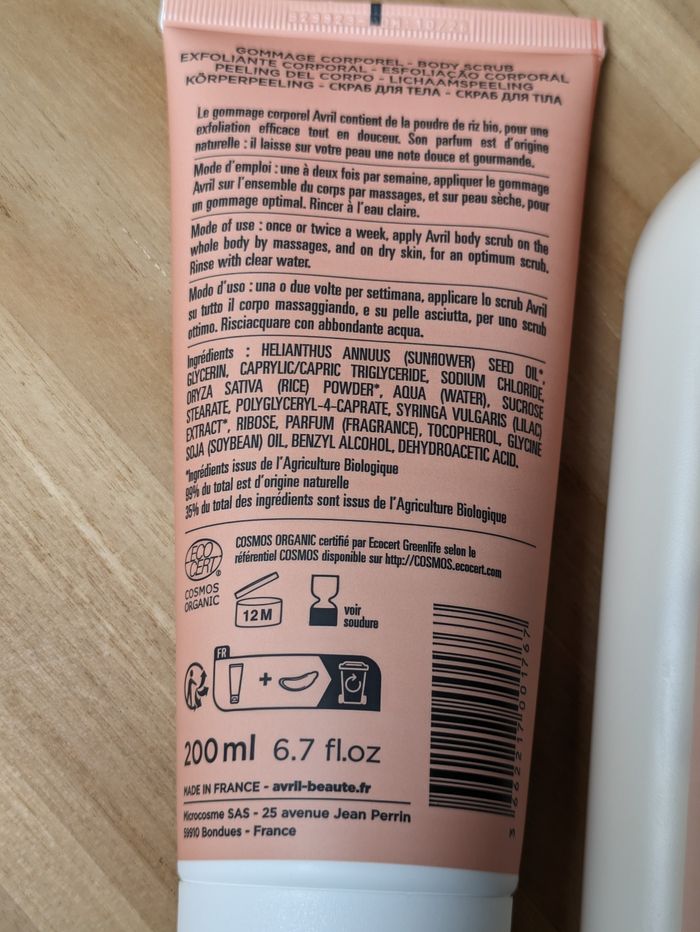 GOMMAGE CORPOREL - BODY SCRUB
EXFOLIANTE CORPORAL - ESFOLIAÇÃO CORPORAL
PEELING DEL CORPO - LICHAAMSPEELING
KÖRPERPEELING - СКРАБ ДЛЯ ТЕЛА - СКРАБ ДЛЯ ТІЛА
Le gommage corporel Avril contient de la poudre de riz bio, pour une
exfoliation efficace tout en douceur. Son parfum est d'origine
naturelle : il laisse sur votre peau une note douce et gourmande.
Mode d'emploi : une à deux fois par semaine, appliquer le gommage
Avril sur l'ensemble du corps par massages, et sur peau sèche, pour
un gommage optimal. Rincer à l'eau claire.
Mode of use : once or twice a week, apply Avril body scrub on the
whole body by massages, and on dry skin, for an optimum scrub.
Rinse with clear water.
Modo d'uso : una o due volte per settimana, applicare lo scrub Avril
su tutto il corpo massaggiando, e su pelle asciutta, per uno scrub
ottimo. Risciacquare con abbondante acqua.
Ingrédients : HELIANTHUS ANNUUS (SUNflOWER) SEED OIL*,
GLYCERIN, CAPRYLIC/CAPRIC TRIGLYCERIDE, SODIUM CHLORIDE,
ORYZA SATIVA (RICE) POWDER*, AQUA (WATER), SUCROSE
STEARATE, POLYGLYCERYL-4-CAPRATE, SYRINGA VULGARIS (LILAC)
EXTRACT*, RIBOSE, PARFUM (FRAGRANCE), TOCOPHEROL, GLYCINE
SOJA (SOYBEAN) OIL, BENZYL ALCOHOL, DEHYDROACETIC ACID.
*Ingrédients issus de l'Agriculture Biologique
99% du total est d'origine naturelle
35% du total des ingrédients sont issus de l'Agriculture Biologique
ECO
CERT
COSMOS
ORGANIC
COSMOS ORGANIC certifié par Ecocert Greenlife selon le
référentiel COSMOS disponible sur http://COSMOS.ecocert.com
12 M
voir
soudure
FR
+
200 ml 6.7 fl.oz
MADE IN FRANCE - avril-beaute.fr
Microcosme SAS - 25 avenue Jean Perrin
59910 Bondues - France
3 662217 001767